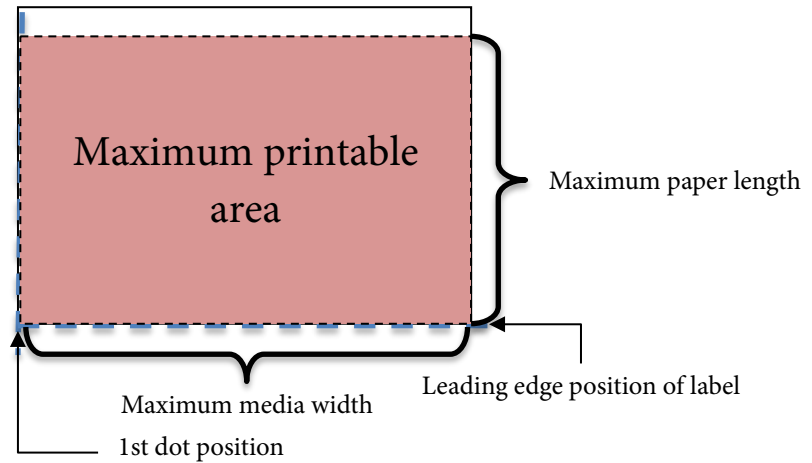 Maximum printable
area
Maximum paper length
Leading edge position of label
Maximum media width
1st dot position